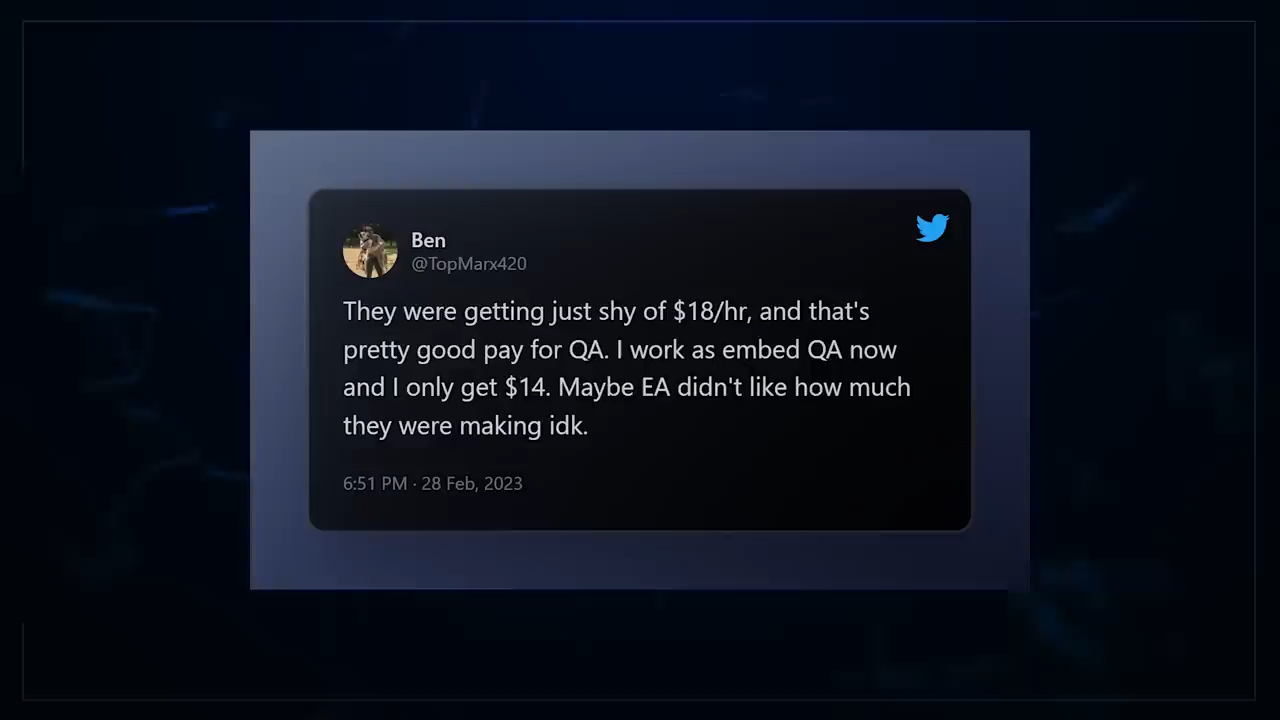 Ben
@TopMarx420
They were getting just shy of $18/hr, and that's
pretty good pay for QA. I work as embed QA now
and I only get $14. Maybe EA didn't like how much
they were making idk.
6:51 PM · 28 Feb, 2023